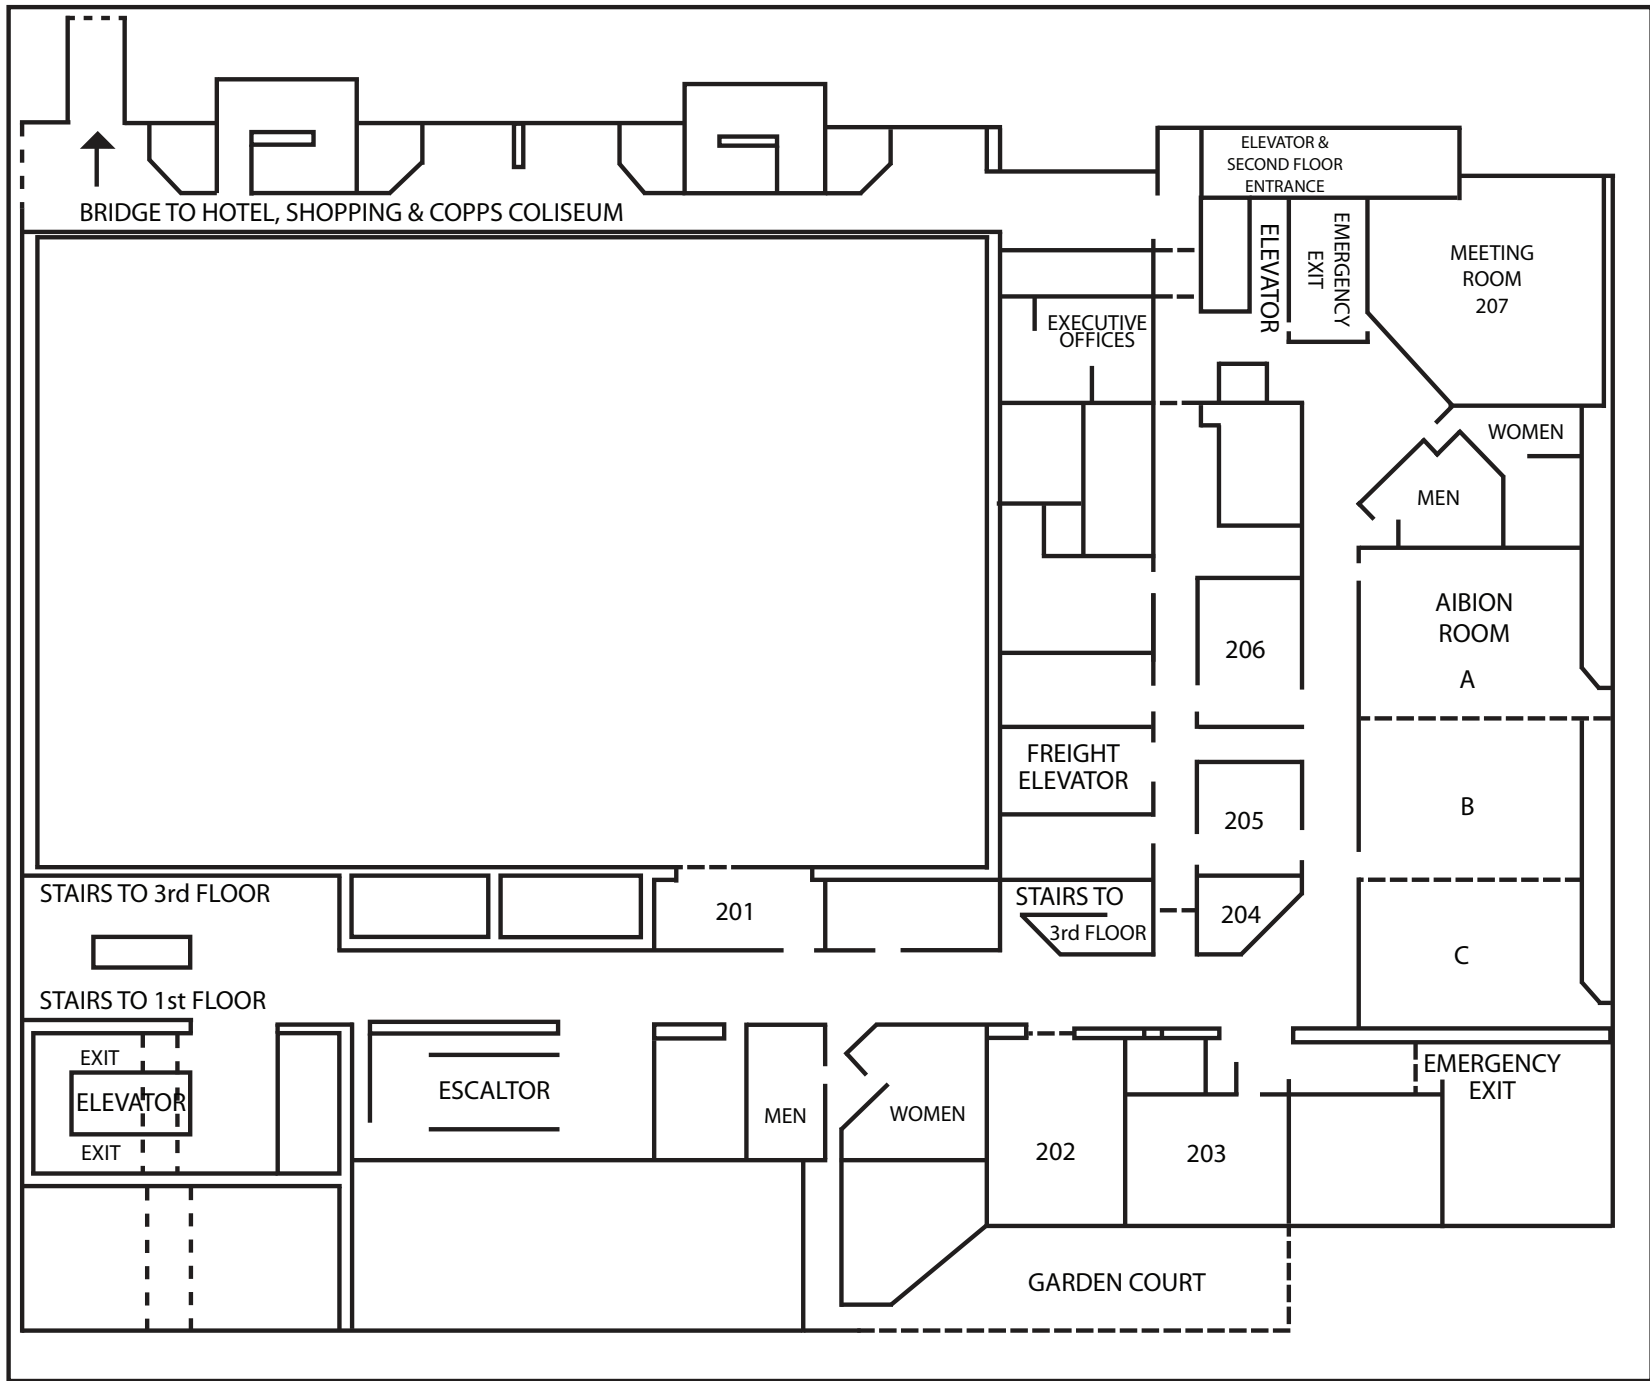 ELEVATOR &
SECOND FLOOR
ENTRANCE
BRIDGE TO HOTEL, SHOPPING & COPPS COLISEUM
ELEVATOR
EMERGENCY
EXIT
MEETING
ROOM
207
EXECUTIVE
OFFICES
WOMEN
MEN
AIBION
ROOM
A
206
FREIGHT
ELEVATOR
205
B
STAIRS TO 3rd FLOOR
201
STAIRS TO
3rd FLOOR
204
C
STAIRS TO 1st FLOOR
EXIT
ELEVATOR
EXIT
ESCALTOR
MEN
WOMEN
202
203
EMERGENCY
EXIT
GARDEN COURT